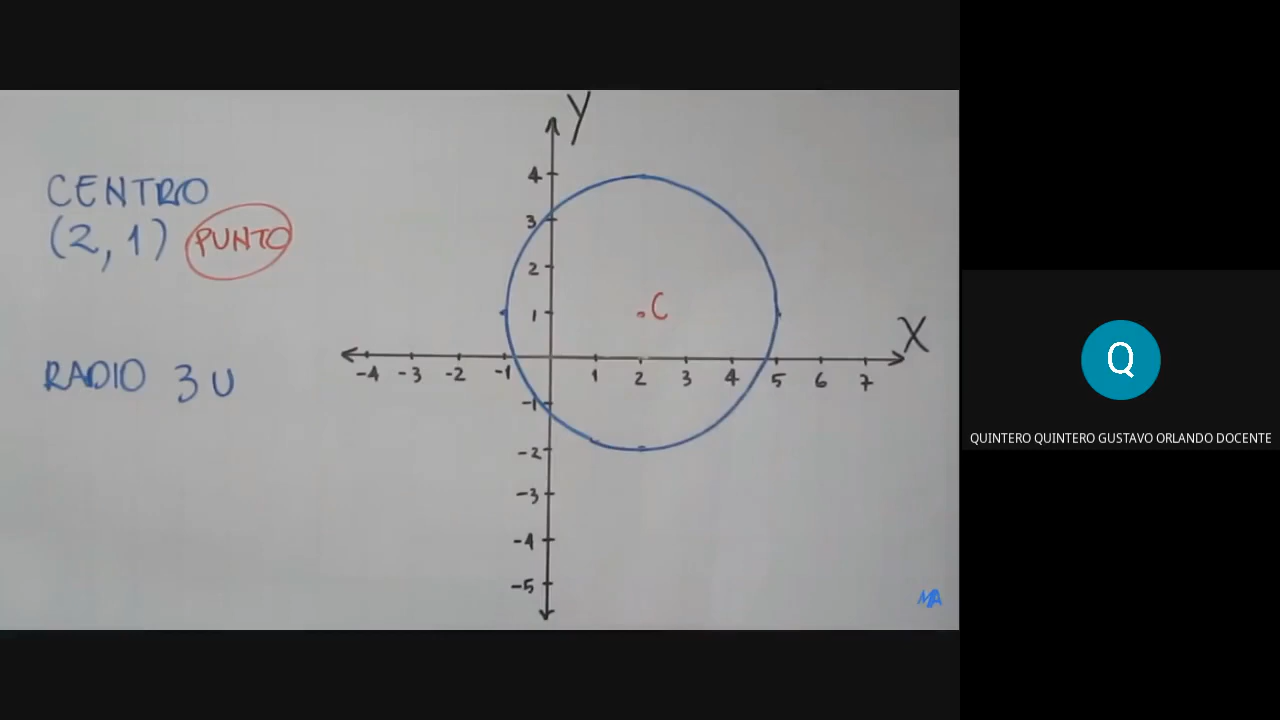 CENTRO
(2, 1) PUNTO
RADIO 3 U
Y
4
3
2
1
C
X
-4 -3 -2 -1 1 2 3 4 5 6 7
-1
-2
-3
-4
-5
MA
Q
QUINTERO QUINTERO GUSTAVO ORLANDO DOCENTE